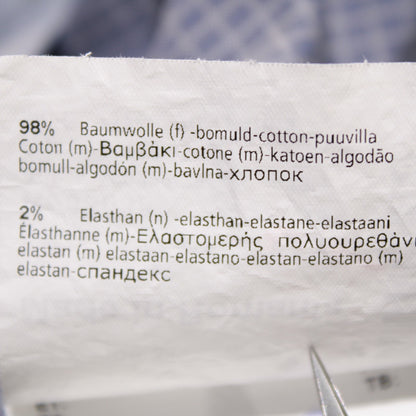 98% Baumwolle (f) -bomuld-cotton-puuvilla
Coton (m)-Βαμβάκι-cotone (m)-katoen-algodão
bomull-algodón (m)-bavlna-хлопок
2% Elasthan (n) -elasthan-elastane-elastaani
Élasthanne (m)-Ελαστομερής πολυουρεθάν
elastan (m) elastaan-elastano-elastan-elastano (m)
elastan-спандекс